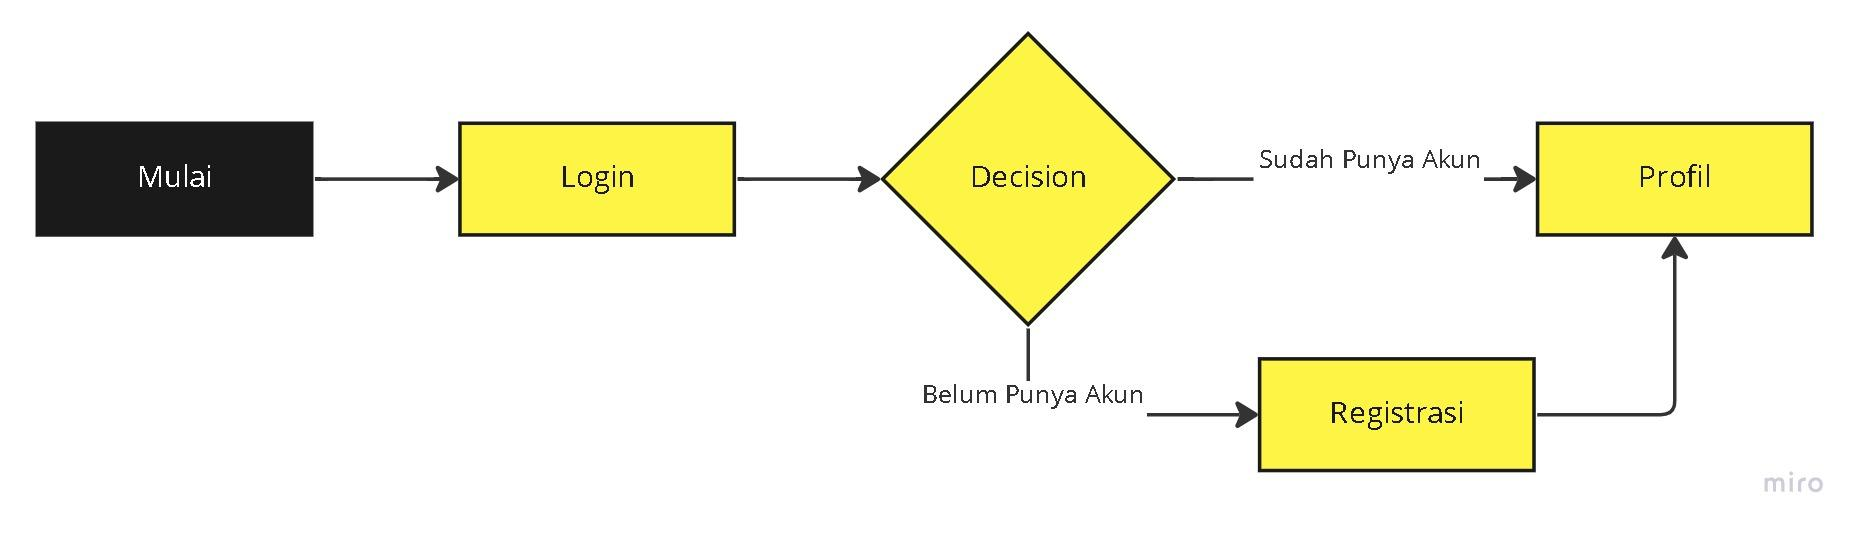 Mulai
Login
Decision
Sudah Punya Akun
Profil
Belum Punya Akun
Registrasi
miro